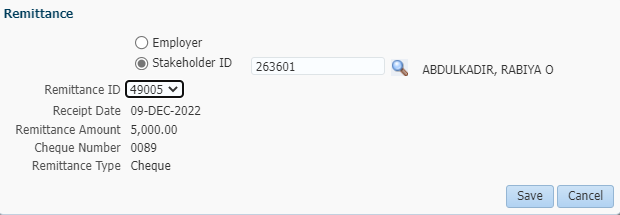 Remittance
Employer
Stakeholder ID 263601 ABDULKADIR, RABIYA O
Remittance ID 49005
Receipt Date 09-DEC-2022
Remittance Amount 5,000.00
Cheque Number 0089
Remittance Type Cheque
Save Cancel